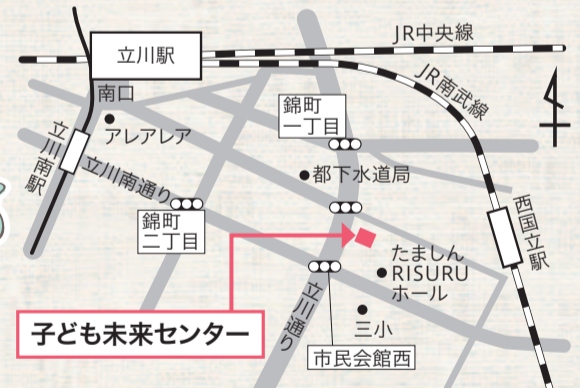 JR中央線
立川駅
JR南武線
南口
アレアレア
錦町
一丁目
立川南駅
立川南通り
都下水道局
錦町
二丁目
西国立駅
たましん
RISURU
ホール
子ども未来センター
立川通り
三小
市民会館西